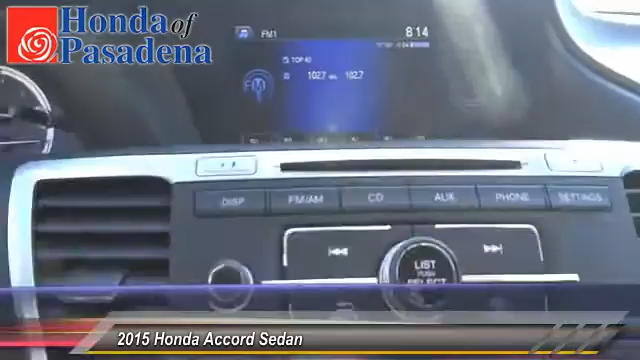 Honda of
Pasadena
FM1
8:14
TOP 40
FM
102.7 102.7
DISP
FM/AM
CD
AUX
PHONE
SETTINGS
LIST
PUSH
SELECT
2015 Honda Accord Sedan